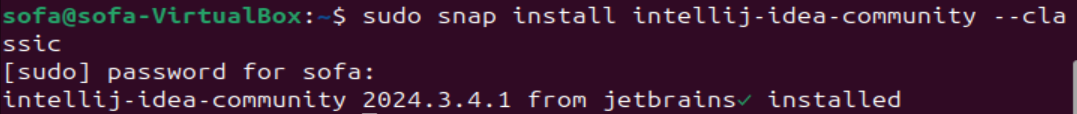 sofa@sofa-VirtualBox:~$ sudo snap install intellij-idea-community --cla
ssic
[sudo] password for sofa:
intellij-idea-community 2024.3.4.1 from jetbrains✓ installed